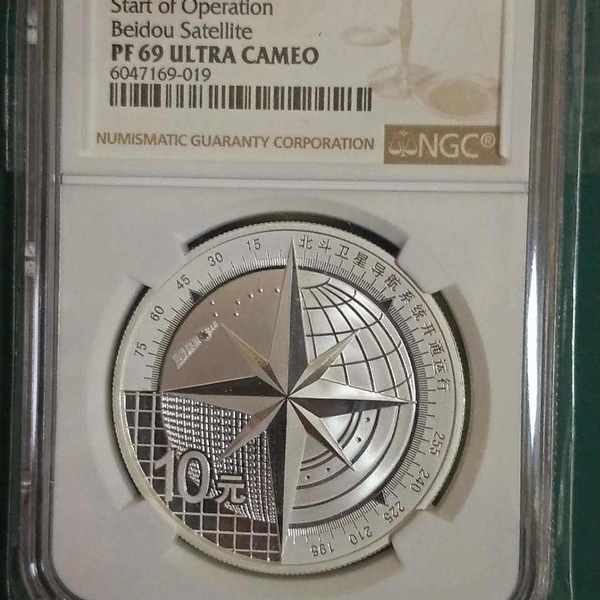 Start of Operation
Beidou Satellite
PF 69 ULTRA CAMEO
6047169-019
NUMISMATIC GUARANTY CORPORATION
NGC®
北斗卫星导航系统开通运行
75 60 45 30 15
255 240 225 210 195
10元